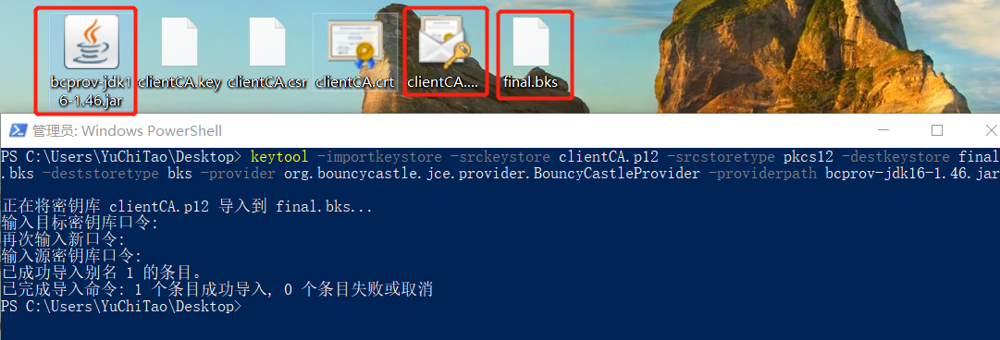 bcprov-jdk1
6-1.46.jar
clientCA.key
clientCA.csr
clientCA.crt
clientCA....
final.bks
管理员: Windows PowerShell
PS C:\Users\YuChiTao\Desktop> keytool -importkeystore -srckeystore clientCA.p12 -srcstoretype pkcs12 -destkeystore final
.bks -deststoretype bks -provider org.bouncycastle.jce.provider.BouncyCastleProvider -providerpath bcprov-jdk16-1.46.jar
正在将密钥库 clientCA.p12 导入到 final.bks...
输入目标密钥库口令:
再次输入新口令:
输入源密钥库口令:
已成功导入别名 1 的条目。
已完成导入命令: 1 个条目成功导入, 0 个条目失败或取消
PS C:\Users\YuChiTao\Desktop>